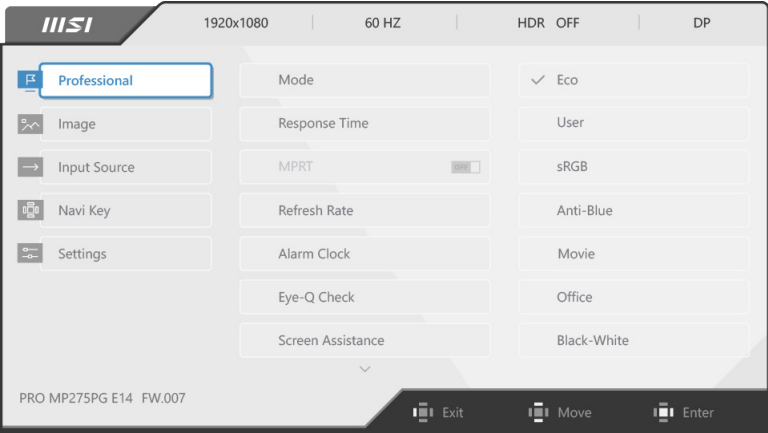 msi 1920x1080 60 HZ HDR OFF DP
Professional Mode Eco
Image Response Time User
Input Source MPRT OFF sRGB
Navi Key Refresh Rate Anti-Blue
Settings Alarm Clock Movie
Eye-Q Check Office
Screen Assistance Black-White
PRO MP275PG E14 FW.007
Exit Move Enter